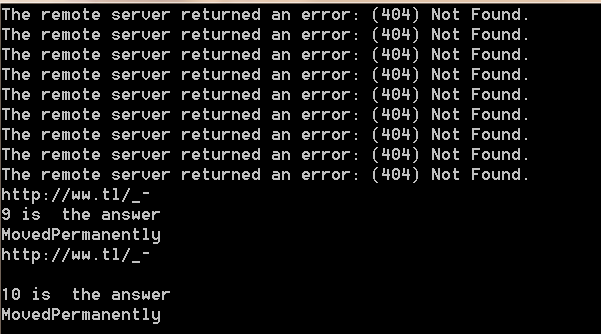 The remote server returned an error: (404) Not Found.
The remote server returned an error: (404) Not Found.
The remote server returned an error: (404) Not Found.
The remote server returned an error: (404) Not Found.
The remote server returned an error: (404) Not Found.
The remote server returned an error: (404) Not Found.
The remote server returned an error: (404) Not Found.
The remote server returned an error: (404) Not Found.
The remote server returned an error: (404) Not Found.
http://ww.tl/_-
9 is  the answer
MovedPermanently
http://ww.tl/_-
10 is  the answer
MovedPermanently